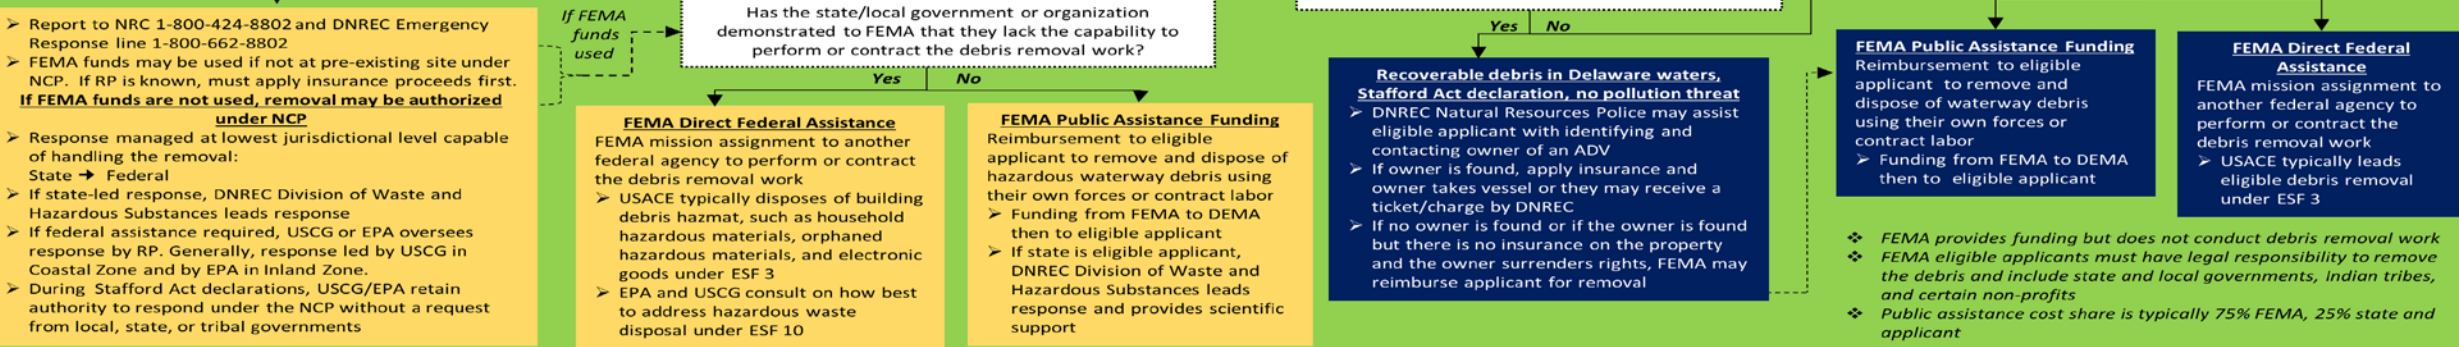 ➢ Report to NRC 1-800-424-8802 and DNREC Emergency
Response line 1-800-662-8802
➢ FEMA funds may be used if not at pre-existing site under
NCP. If RP is known, must apply insurance proceeds first.
If FEMA funds are not used, removal may be authorized
under NCP
➢ Response managed at lowest jurisdictional level capable
of handling the removal:
State ➔ Federal
➢ If state-led response, DNREC Division of Waste and
Hazardous Substances leads response
➢ If federal assistance required, USCG or EPA oversees
response by RP. Generally, response led by USCG in
Coastal Zone and by EPA in Inland Zone.
➢ During Stafford Act declarations, USCG/EPA retain
authority to respond under the NCP without a request
from local, state, or tribal governments
If FEMA
funds
used
Has the state/local government or organization
demonstrated to FEMA that they lack the capability to
perform or contract the debris removal work?
Yes No
FEMA Direct Federal Assistance
FEMA mission assignment to another
federal agency to perform or contract
the debris removal work
➢ USACE typically disposes of building
debris hazmat, such as household
hazardous materials, orphaned
hazardous materials, and electronic
goods under ESF 3
➢ EPA and USCG consult on how best
to address hazardous waste
disposal under ESF 10
FEMA Public Assistance Funding
Reimbursement to eligible
applicant to remove and dispose of
hazardous waterway debris using
their own forces or contract labor
➢ Funding from FEMA to DEMA
then to eligible applicant
➢ If state is eligible applicant,
DNREC Division of Waste and
Hazardous Substances leads
response and provides scientific
support
Yes No
Recoverable debris in Delaware waters,
Stafford Act declaration, no pollution threat
➢ DNREC Natural Resources Police may assist
eligible applicant with identifying and
contacting owner of an ADV
➢ If owner is found, apply insurance and
owner takes vessel or they may receive a
ticket/charge by DNREC
➢ If no owner is found or if the owner is found
but there is no insurance on the property
and the owner surrenders rights, FEMA may
reimburse applicant for removal
FEMA Public Assistance Funding
Reimbursement to eligible
applicant to remove and
dispose of waterway debris
using their own forces or
contract labor
➢ Funding from FEMA to DEMA
then to eligible applicant
FEMA Direct Federal
Assistance
FEMA mission assignment to
another federal agency to
perform or contract the
debris removal work
➢ USACE typically leads
eligible debris removal
under ESF 3
❖ FEMA provides funding but does not conduct debris removal work
❖ FEMA eligible applicants must have legal responsibility to remove
the debris and include state and local governments, Indian tribes,
and certain non-profits
❖ Public assistance cost share is typically 75% FEMA, 25% state and
applicant